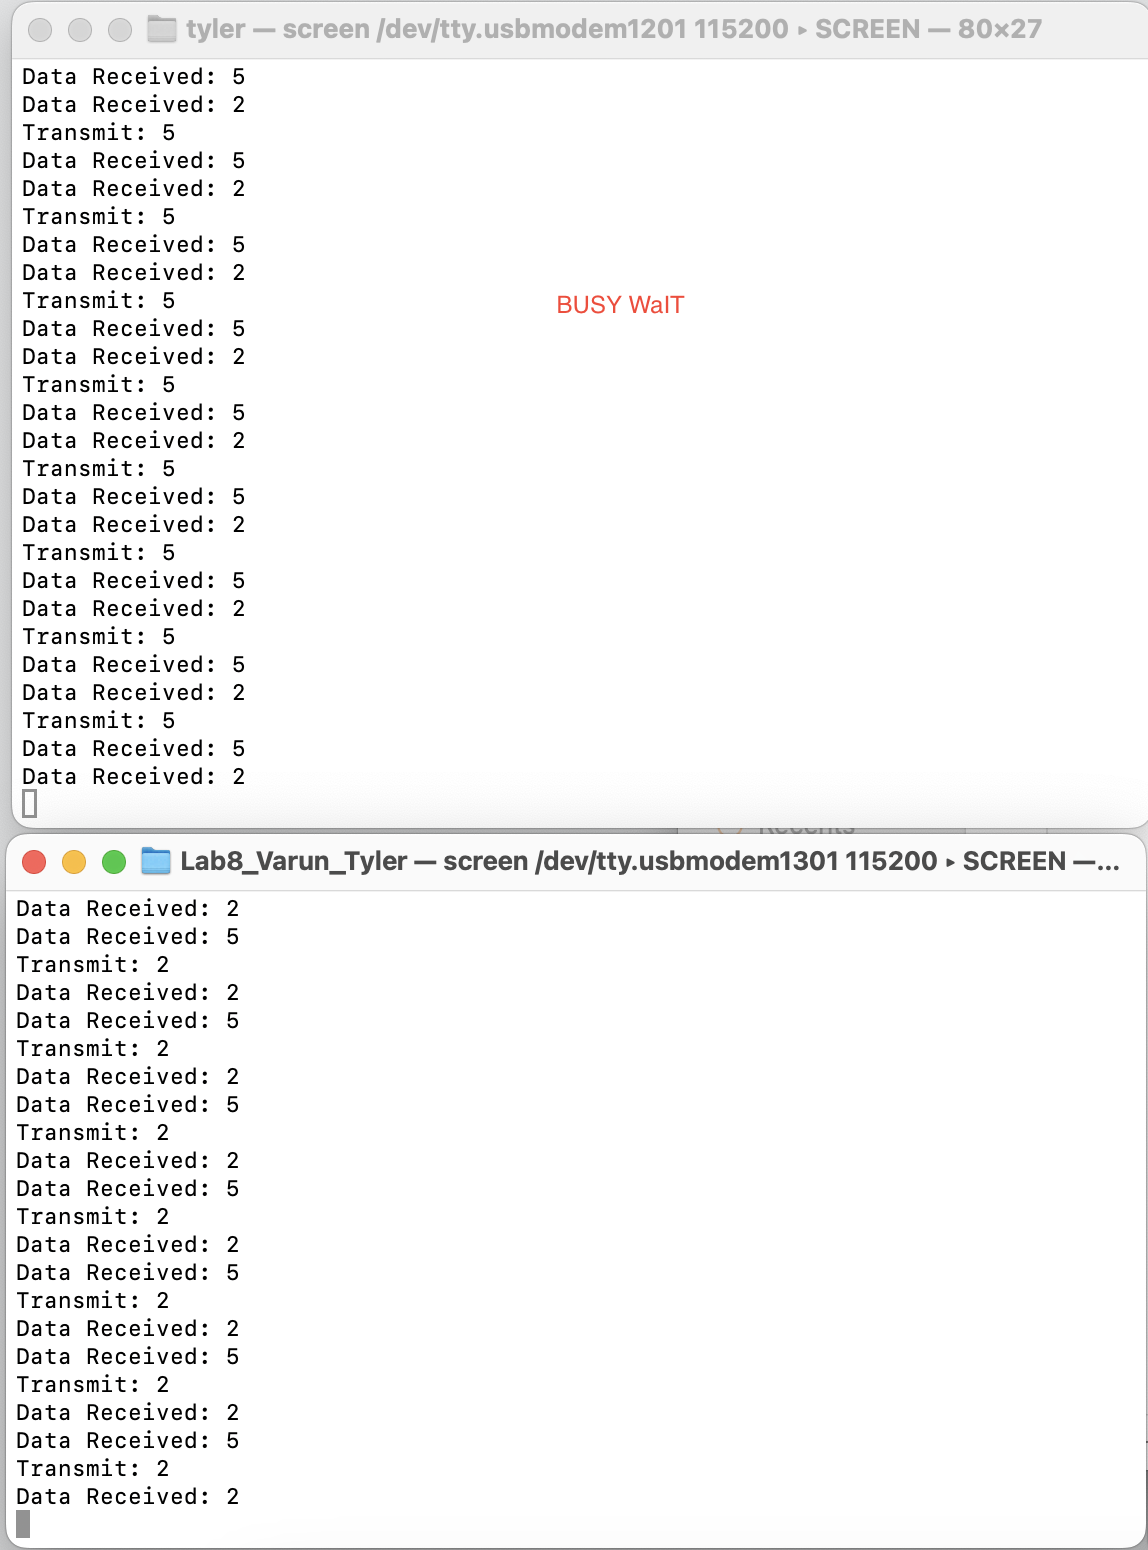 tyler — screen /dev/tty.usbmodem1201 115200 ▸ SCREEN — 80×27
Data Received: 5
Data Received: 2
Transmit: 5
Data Received: 5
Data Received: 2
Transmit: 5
Data Received: 5
Data Received: 2
Transmit: 5
BUSY WaIT
Data Received: 5
Data Received: 2
Transmit: 5
Data Received: 5
Data Received: 2
Transmit: 5
Data Received: 5
Data Received: 2
Transmit: 5
Data Received: 5
Data Received: 2
Transmit: 5
Data Received: 5
Data Received: 2
Transmit: 5
Data Received: 5
Data Received: 2
Recents
Lab8_Varun_Tyler — screen /dev/tty.usbmodem1301 115200 ▸ SCREEN —...
Data Received: 2
Data Received: 5
Transmit: 2
Data Received: 2
Data Received: 5
Transmit: 2
Data Received: 2
Data Received: 5
Transmit: 2
Data Received: 2
Data Received: 5
Transmit: 2
Data Received: 2
Data Received: 5
Transmit: 2
Data Received: 2
Data Received: 5
Transmit: 2
Data Received: 2
Data Received: 5
Transmit: 2
Data Received: 2